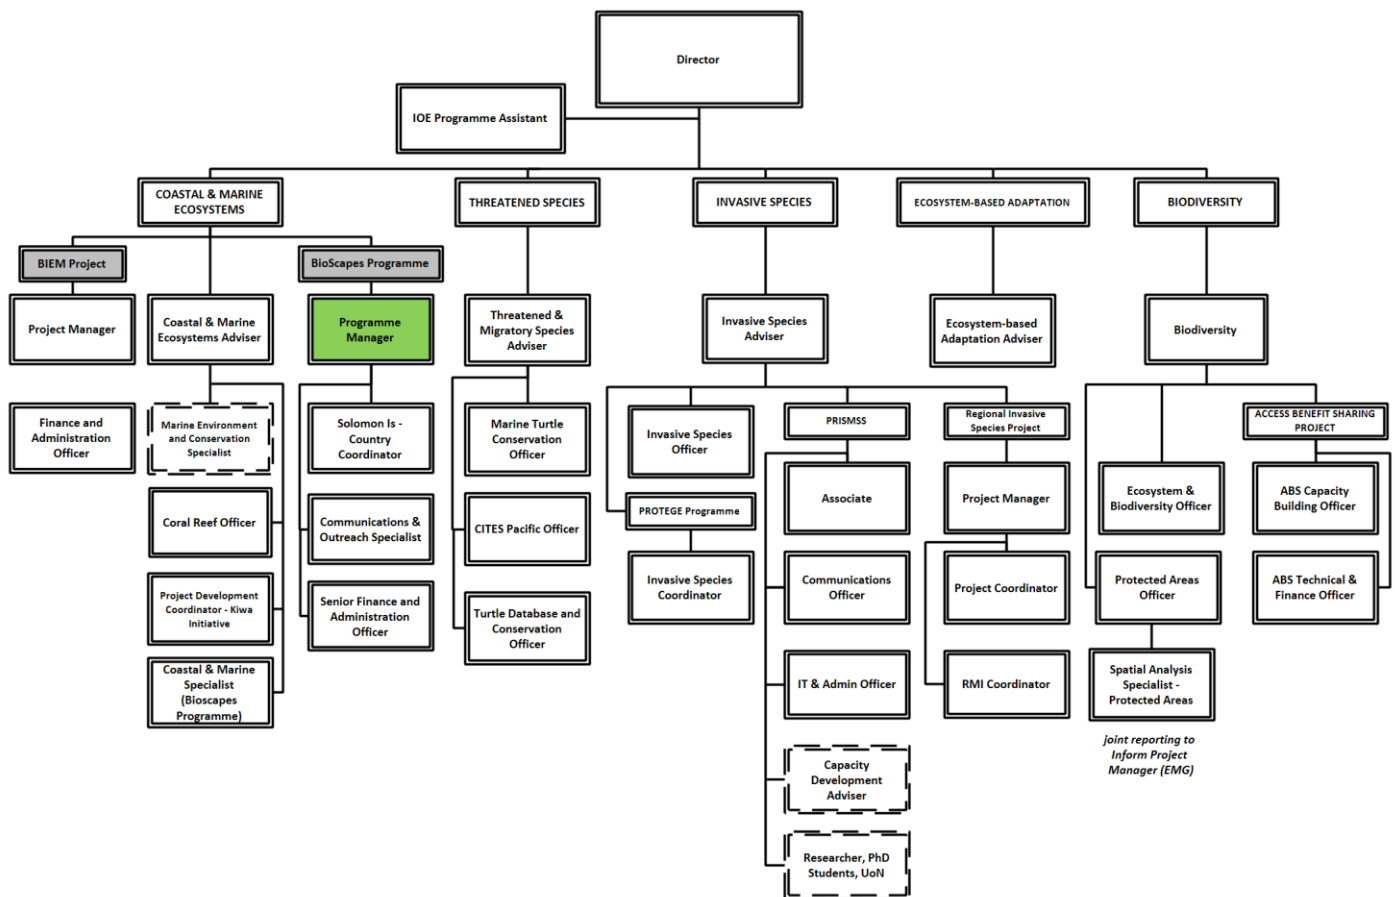 Director
IOE Programme Assistant
COASTAL & MARINE
ECOSYSTEMS
THREATENED SPECIES
INVASIVE SPECIES
ECOSYSTEM-BASED ADAPTATION
BIODIVERSITY
BIEM Project
BioScapes Programme
Project Manager
Coastal & Marine
Ecosystems Adviser
Programme
Manager
Threatened &
Migratory Species
Adviser
Invasive Species
Adviser
Ecosystem-based
Adaptation Adviser
Biodiversity
Finance and
Administration
Officer
Marine Environment
and Conservation
Specialist
Solomon Is -
Country
Coordinator
Marine Turtle
Conservation
Officer
Invasive Species
Officer
PRISMSS
Regional Invasive
Species Project
ACCESS BENEFIT SHARING
PROJECT
Coral Reef Officer
Communications &
Outreach Specialist
CITES Pacific Officer
PROTEGE Programme
Associate
Project Manager
Ecosystem &
Biodiversity Officer
ABS Capacity
Building Officer
Project Development
Coordinator - Kiwa
Initiative
Senior Finance and
Administration
Officer
Turtle Database and
Conservation
Officer
Invasive Species
Coordinator
Communications
Officer
Project Coordinator
Protected Areas
Officer
ABS Technical &
Finance Officer
Coastal & Marine
Specialist
(Bioscapes
Programme)
IT & Admin Officer
RMI Coordinator
Spatial Analysis
Specialist -
Protected Areas
joint reporting to
Inform Project
Manager (EMG)
Capacity
Development
Adviser
Researcher, PhD
Students, UoN